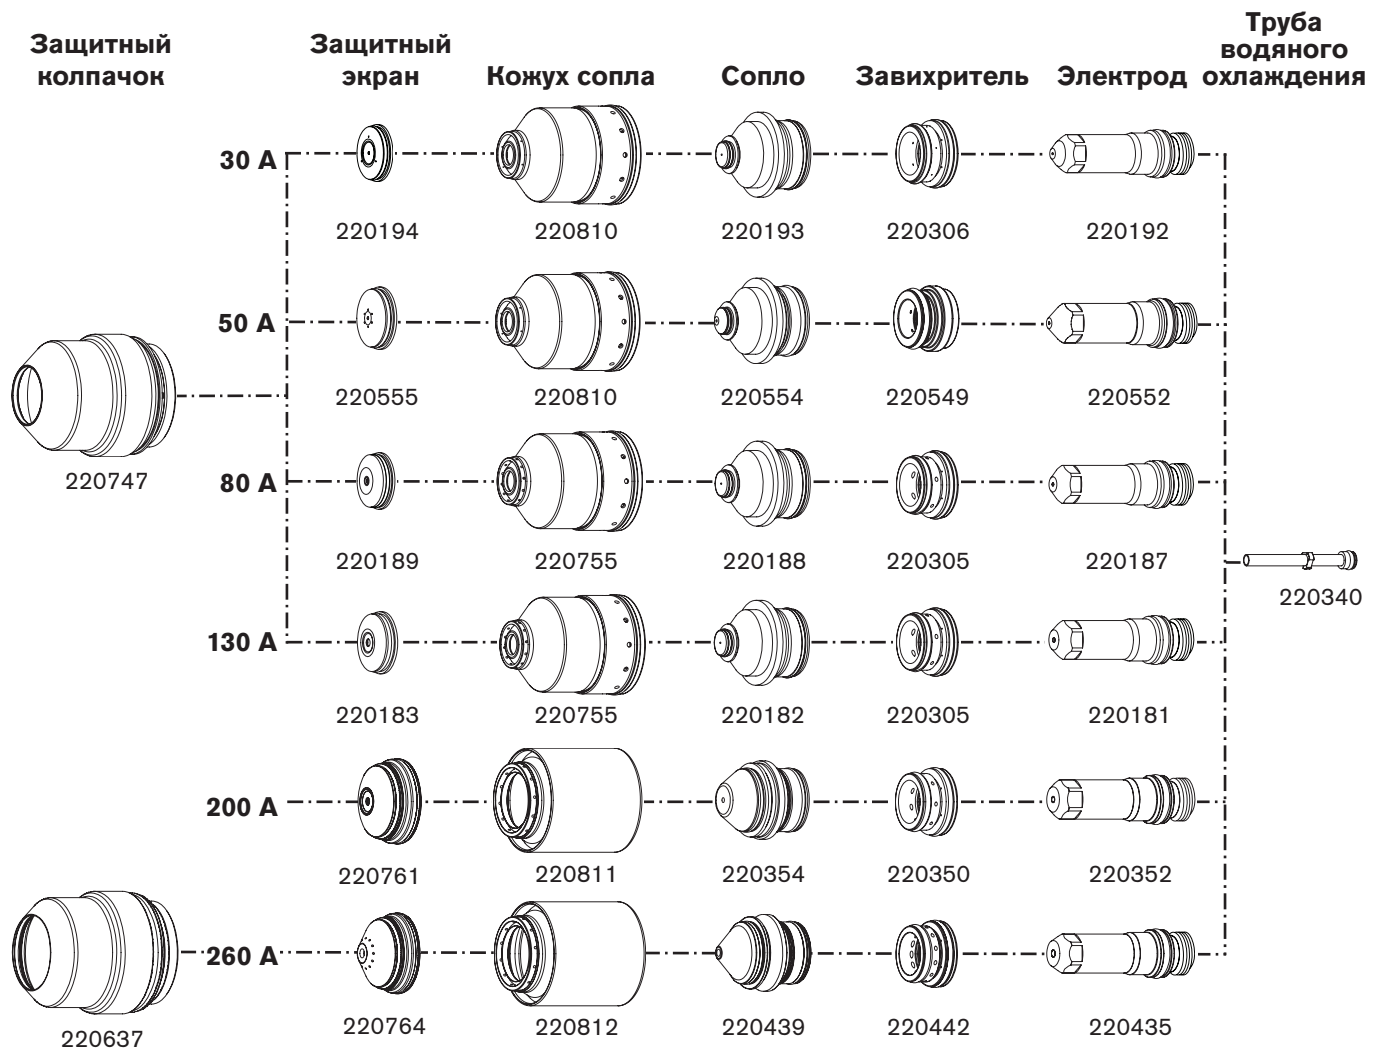 Защитный
колпачок
Защитный
экран
Кожух сопла
Сопло
Завихритель
Электрод
Труба
водяного
охлаждения
30 А
220194
220810
220193
220306
220192
50 А
220555
220810
220554
220549
220552
220747
80 А
220189
220755
220188
220305
220187
220340
130 А
220183
220755
220182
220305
220181
200 А
220761
220811
220354
220350
220352
260 А
220764
220812
220439
220442
220435
220637